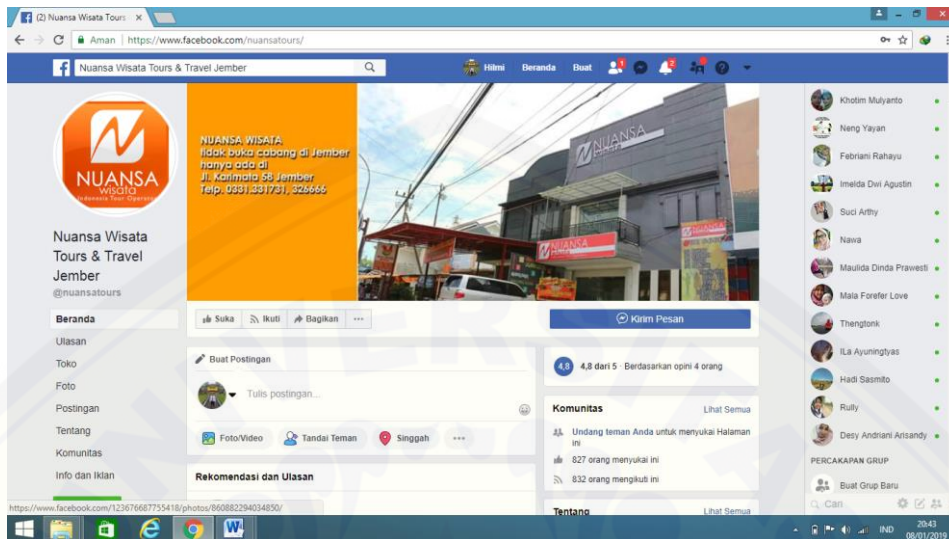 (2) Nuansa Wisata Tours
Aman | https://www.facebook.com/nuansatours/
Nuansa Wisata Tours & Travel Jember
Hilmi Beranda Buat
NUANSA
wisata
Indonesia Tour Operator
NUANSA WISATA
tidak buka cabang di Jember
hanya ada di
Jl. Karimata 58 Jember
Telp. 0331.331731, 326666
NUANSA
NUANSA
Nuansa Wisata
Tours & Travel
Jember
@nuansatours
Beranda
Ulasan
Toko
Foto
Postingan
Tentang
Komunitas
Info dan Iklan
Suka Ikuti Bagikan
Kirim Pesan
Buat Postingan
Tulis postingan...
Foto/Video Tandai Teman Singgah
Rekomendasi dan Ulasan
4,8 4,8 dari 5 · Berdasarkan opini 4 orang
Komunitas Lihat Semua
Undang teman Anda untuk menyukai Halaman
ini
827 orang menyukai ini
832 orang mengikuti ini
Tentang Lihat Semua
Khotim Mulyanto
Neng Yayan
Febriani Rahayu
Imelda Dwi Agustin
Suci Arthy
Nawa
Maulida Dinda Prawesti
Mala Forefer Love
Thengtonk
ILa Ayuningtyas
Hadi Sasmito
Rully
Desy Andriani Arisandy
PERCAKAPAN GRUP
Buat Grup Baru
Cari
https://www.facebook.com/123676687755418/photos/860882294034850/
IND
20:43
08/01/2019